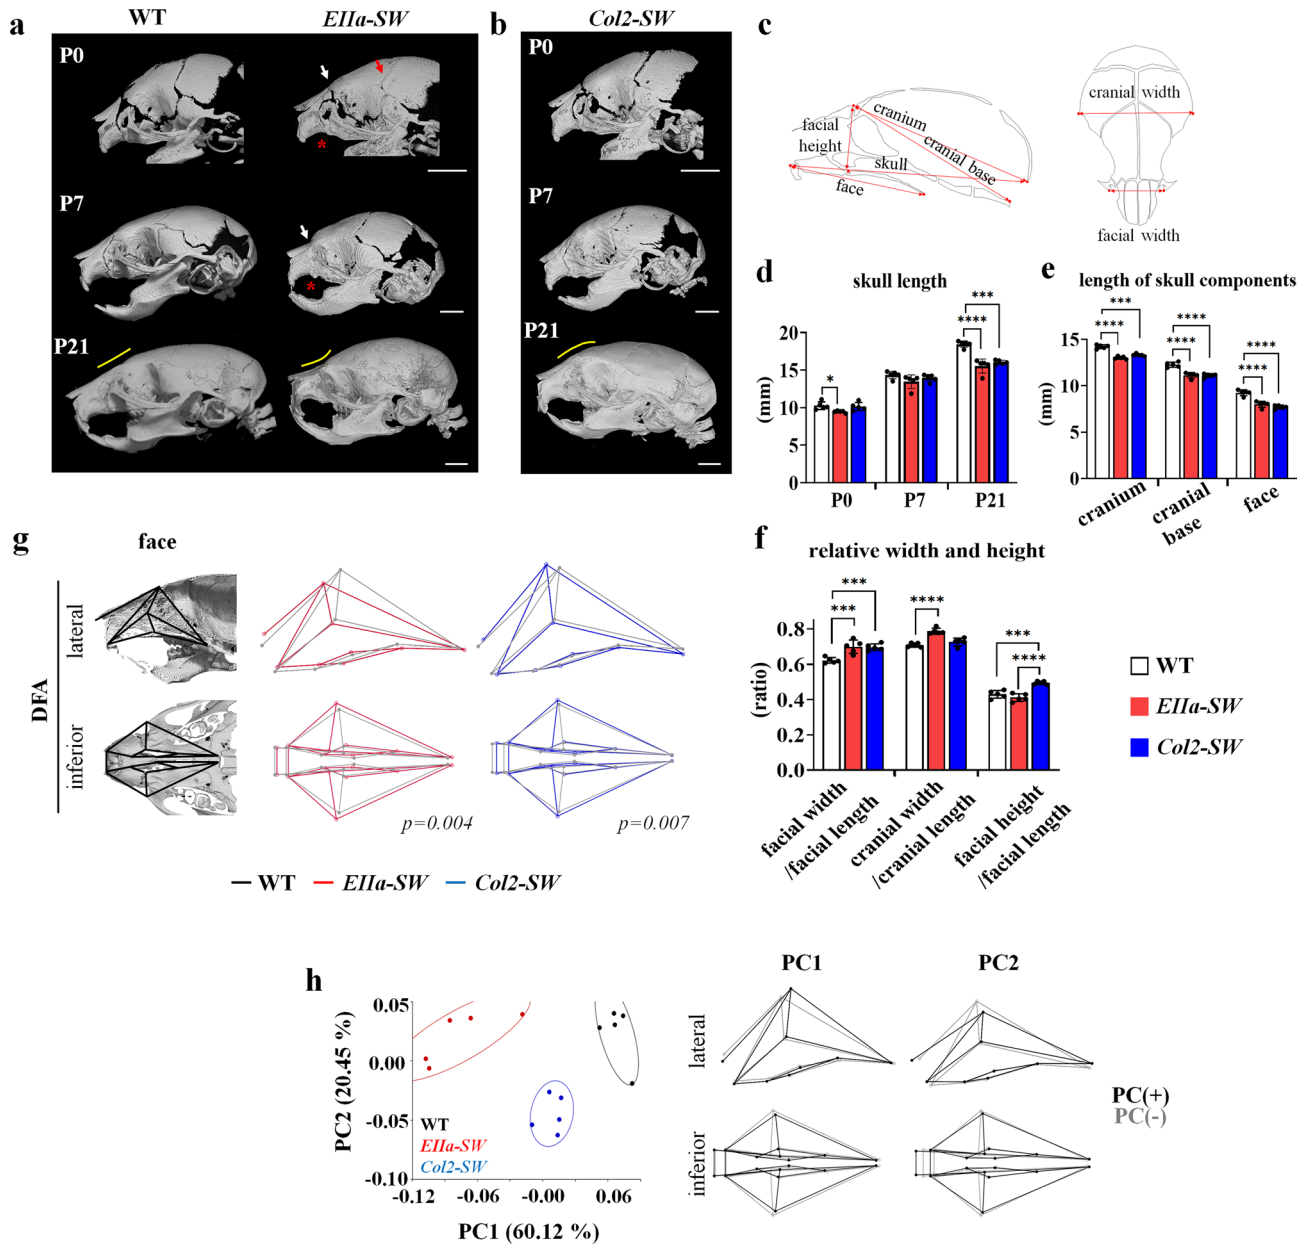 a
WT
EIIa-SW
P0
*
P7
*
P21
b
Col2-SW
P0
P7
P21
c
facial
height
cranium
cranial base
skull
face
cranial width
facial width
d
skull length
***
****
*
20
15
10
5
0
(mm)
P0
P7
P21
e
length of skull components
***
****
****
****
****
****
15
10
5
0
(mm)
cranium
cranial
base
face
f
relative width and height
***
***
****
***
****
0.8
0.6
0.4
0.2
0.0
(ratio)
facial width
/facial length
cranial width
/cranial length
facial height
/facial length
WT
EIIa-SW
Col2-SW
g
face
DFA
lateral
inferior
p=0.004
p=0.007
WT
EIIa-SW
Col2-SW
h
0.05
0.00
-0.05
-0.10
PC2 (20.45 %)
WT
EIIa-SW
Col2-SW
-0.12
-0.06
-0.00
0.06
PC1 (60.12 %)
PC1
PC2
lateral
inferior
PC(+)
PC(-)